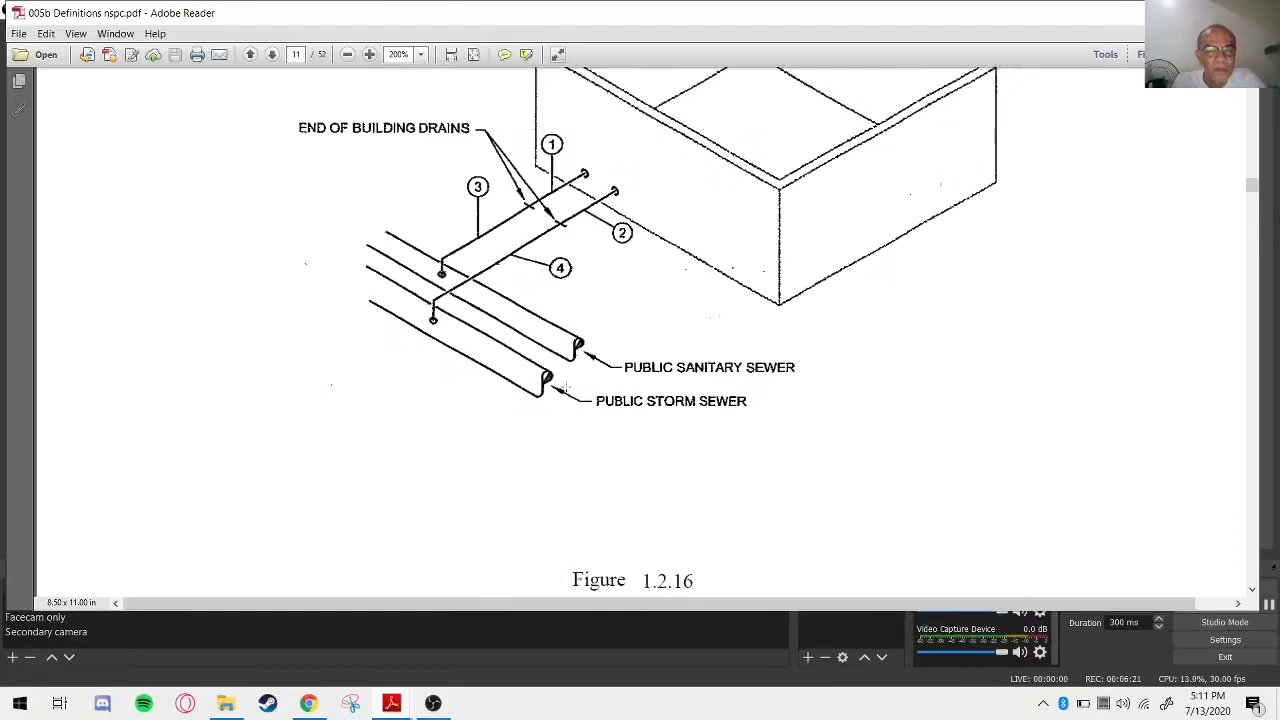 005b Definitions nspc.pdf - Adobe Reader
File Edit View Window Help
Open 11 / 52 200% Tools
END OF BUILDING DRAINS
1
3
2
4
PUBLIC SANITARY SEWER
PUBLIC STORM SEWER
Figure 1.2.16
8.50 x 11.00 in
Facecam only
Secondary camera
Video Capture Device 0.0 dB
Duration 300 ms
Studio Mode
Settings
Exit
LIVE: 00:00:00 REC: 00:06:21 CPU: 13.9%, 30.00 fps
5:11 PM
7/13/2020
1